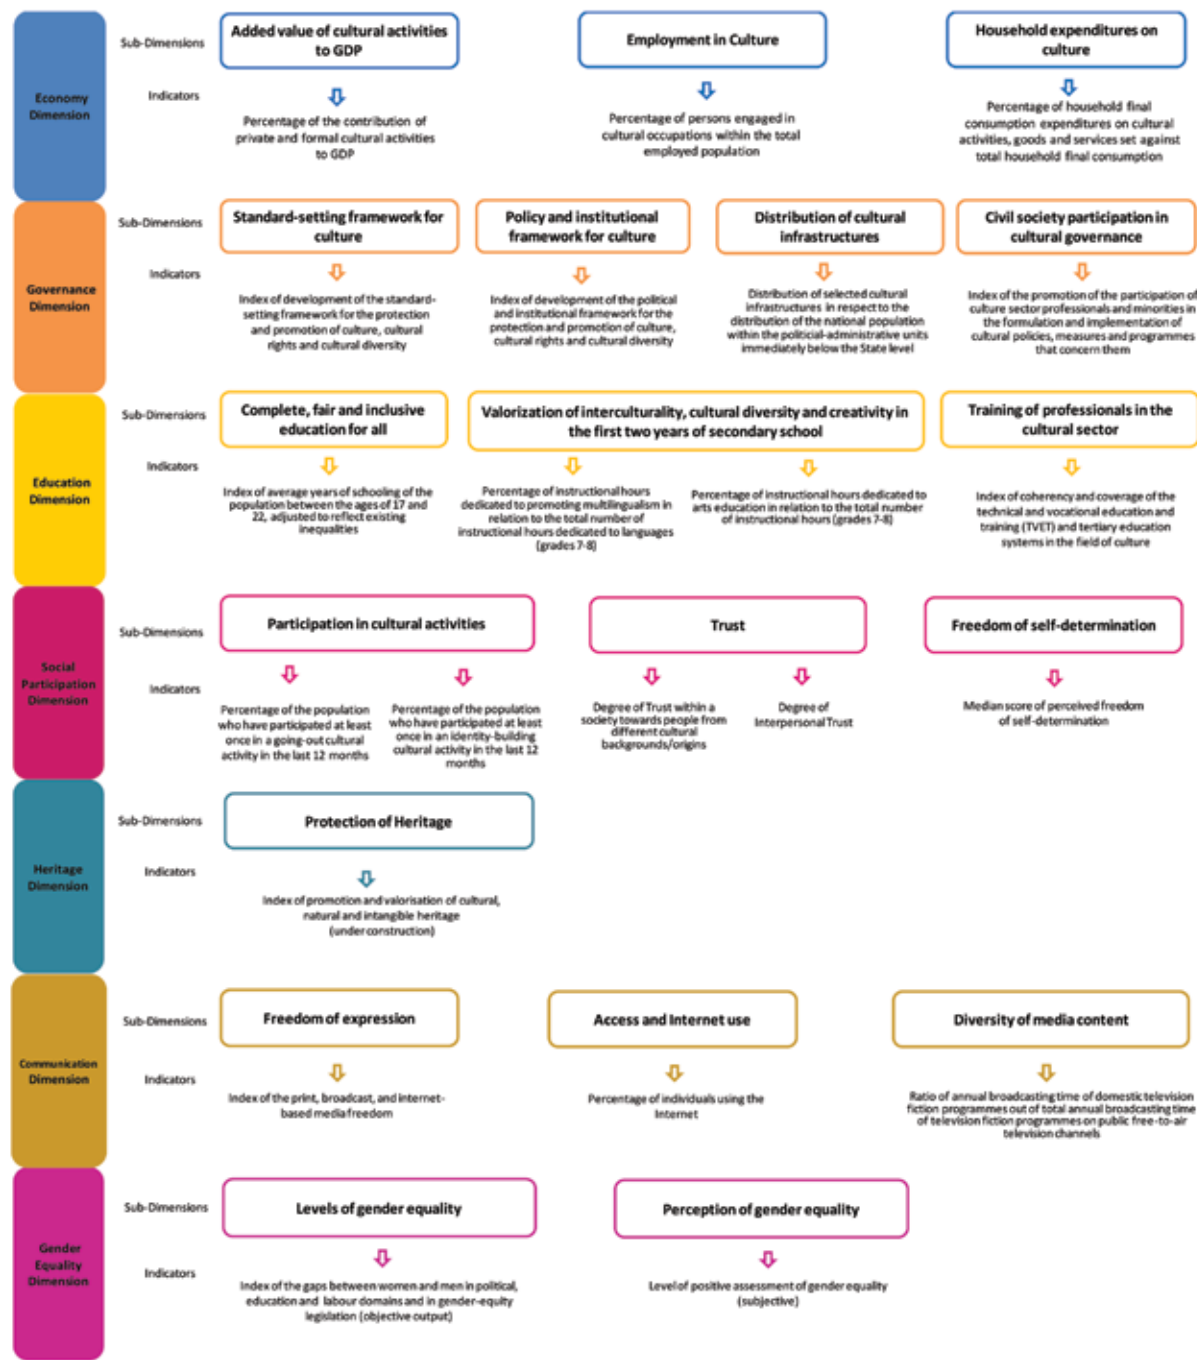 Economy
Dimension
Sub-Dimensions
Added value of cultural activities
to GDP
Employment in Culture
Household expenditures on
culture
Indicators
Percentage of the contribution of
private and formal cultural activities
to GDP
Percentage of persons engaged in
cultural occupations within the total
employed population
Percentage of household final
consumption expenditures on cultural
activities, goods and services set against
total household final consumption
Governance
Dimension
Sub-Dimensions
Standard-setting framework for
culture
Policy and institutional
framework for culture
Distribution of cultural
infrastructures
Civil society participation in
cultural governance
Indicators
Index of development of the standard-
setting framework for the protection
and promotion of culture, cultural
rights and cultural diversity
Index of development of the political
and institutional framework for the
protection and promotion of culture,
cultural rights and cultural diversity
Distribution of selected cultural
infrastructures in respect to the
distribution of the national population
within the politicial-administrative units
immediately below the State level
Index of the promotion of the participation of
culture sector professionals and minorities in
the formulation and implementation of
cultural policies, measures and programmes
that concern them
Education
Dimension
Sub-Dimensions
Complete, fair and inclusive
education for all
Valorization of interculturality, cultural diversity and creativity in
the first two years of secondary school
Training of professionals in the
cultural sector
Indicators
Index of average years of schooling of the
population between the ages of 17 and
22, adjusted to reflect existing
inequalities
Percentage of instructional hours
dedicated to promoting multilingualism in
relation to the total number of
instructional hours dedicated to languages
(grades 7-8)
Percentage of instructional hours dedicated to
arts education in relation to the total number
of instructional hours (grades 7-8)
Index of coherency and coverage of the
technical and vocational education and
training (TVET) and tertiary education
systems in the field of culture
Social
Participation
Dimension
Sub-Dimensions
Participation in cultural activities
Trust
Freedom of self-determination
Indicators
Percentage of the population
who have participated at least
once in a going-out cultural
activity in the last 12 months
Percentage of the population
who have participated at least
once in an identity-building
cultural activity in the last 12
months
Degree of Trust within a
society towards people from
different cultural
backgrounds/origins
Degree of
Interpersonal Trust
Median score of perceived freedom
of self-determination
Heritage
Dimension
Sub-Dimensions
Protection of Heritage
Indicators
Index of promotion and valorisation of cultural,
natural and intangible heritage
(under construction)
Communication
Dimension
Sub-Dimensions
Freedom of expression
Access and Internet use
Diversity of media content
Indicators
Index of the print, broadcast, and internet-
based media freedom
Percentage of individuals using the
Internet
Ratio of annual broadcasting time of domestic television
fiction programmes out of total annual broadcasting time
of television fiction programmes on public free-to-air
television channels
Gender
Equality
Dimension
Sub-Dimensions
Levels of gender equality
Perception of gender equality
Indicators
Index of the gaps between women and men in political,
education and labour domains and in gender-equity
legislation (objective output)
Level of positive assessment of gender equality
(subjective)